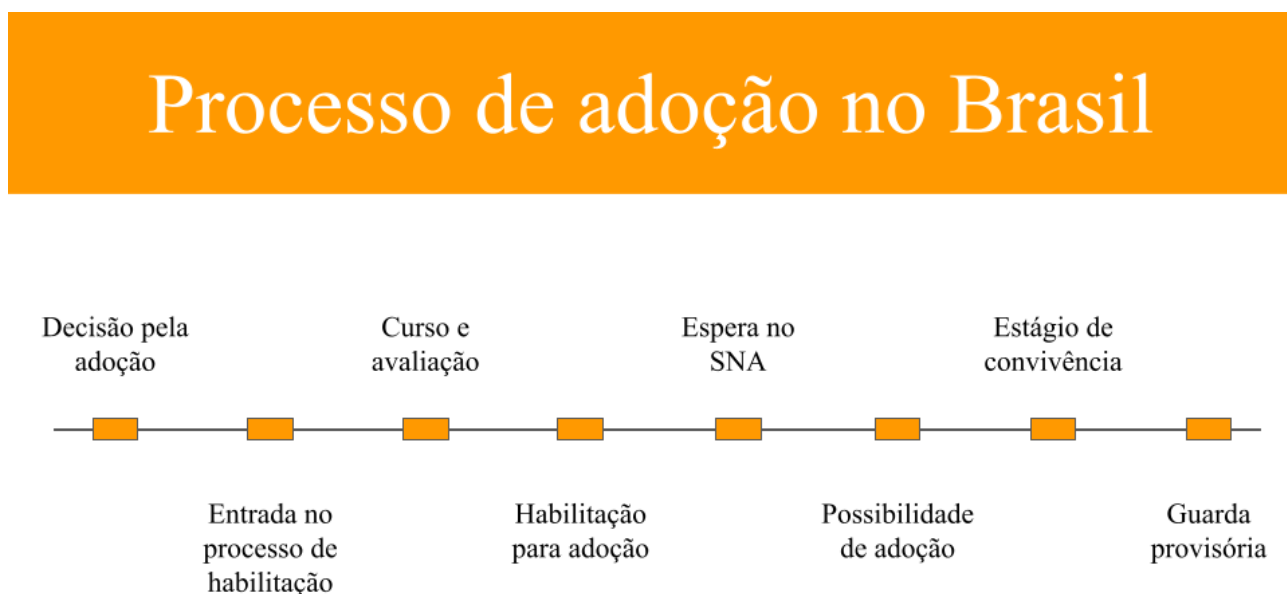 Processo de adoção no Brasil
Decisão pela
adoção
Entrada no
processo de
habilitação
Curso e
avaliação
Habilitação
para adoção
Espera no
SNA
Possibilidade
de adoção
Estágio de
convivência
Guarda
provisória